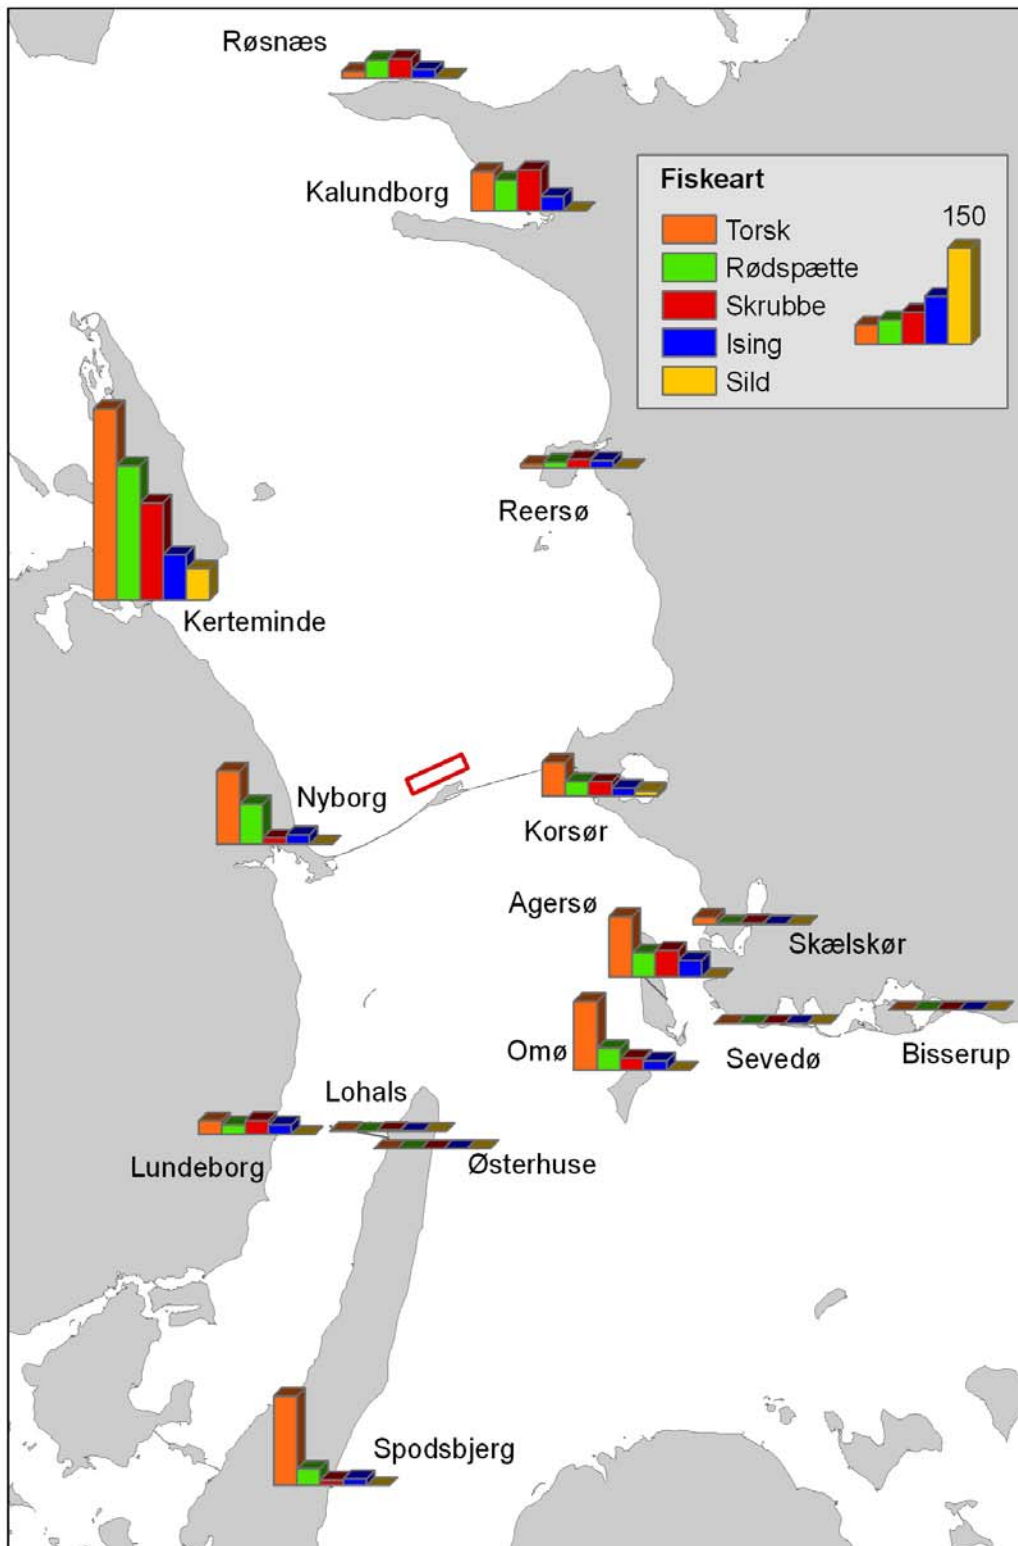 Røsnæs
Kalundborg
Fiskeart
150
Torsk
Rødspætte
Skrubbe
Ising
Sild
Reersø
Kerteminde
Nyborg
Korsør
Agersø
Skælskør
Omø
Sevedø
Bisserup
Lohals
Lundeborg
Østerhuse
Spodsbjerg